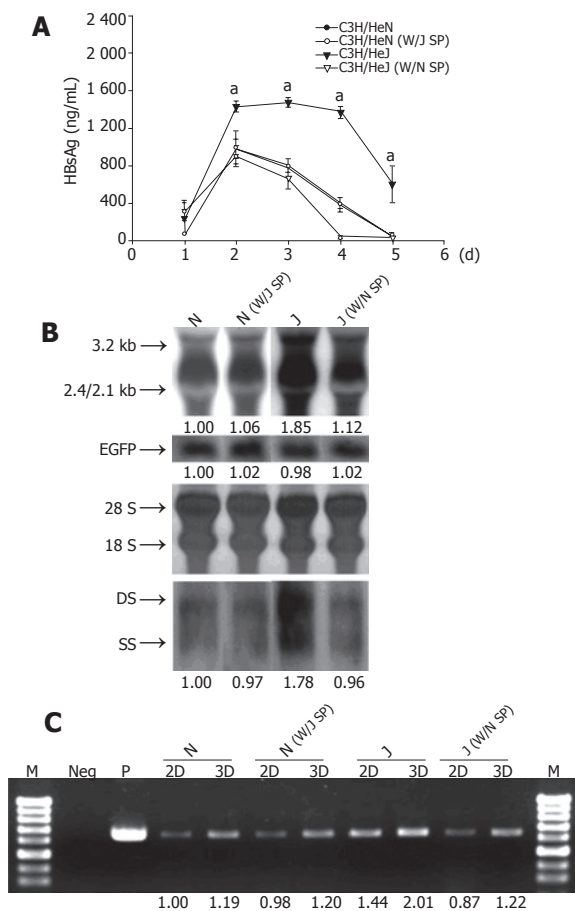 A
2 400
2 000
1 600
1 200
800
400
0
HBsAg (ng/mL)
C3H/HeN
C3H/HeN (W/J SP)
C3H/HeJ
C3H/HeJ (W/N SP)
a a a a
0 1 2 3 4 5 6 (d)
B
N N (W/J SP) J J (W/N SP)
3.2 kb
2.4/2.1 kb
1.00 1.06 1.85 1.12
EGFP
1.00 1.02 0.98 1.02
28 S
18 S
DS
SS
1.00 0.97 1.78 0.96
C
N N (W/J SP) J J (W/N SP)
M Neg P 2D 3D 2D 3D 2D 3D 2D 3D M
1.00 1.19 0.98 1.20 1.44 2.01 0.87 1.22